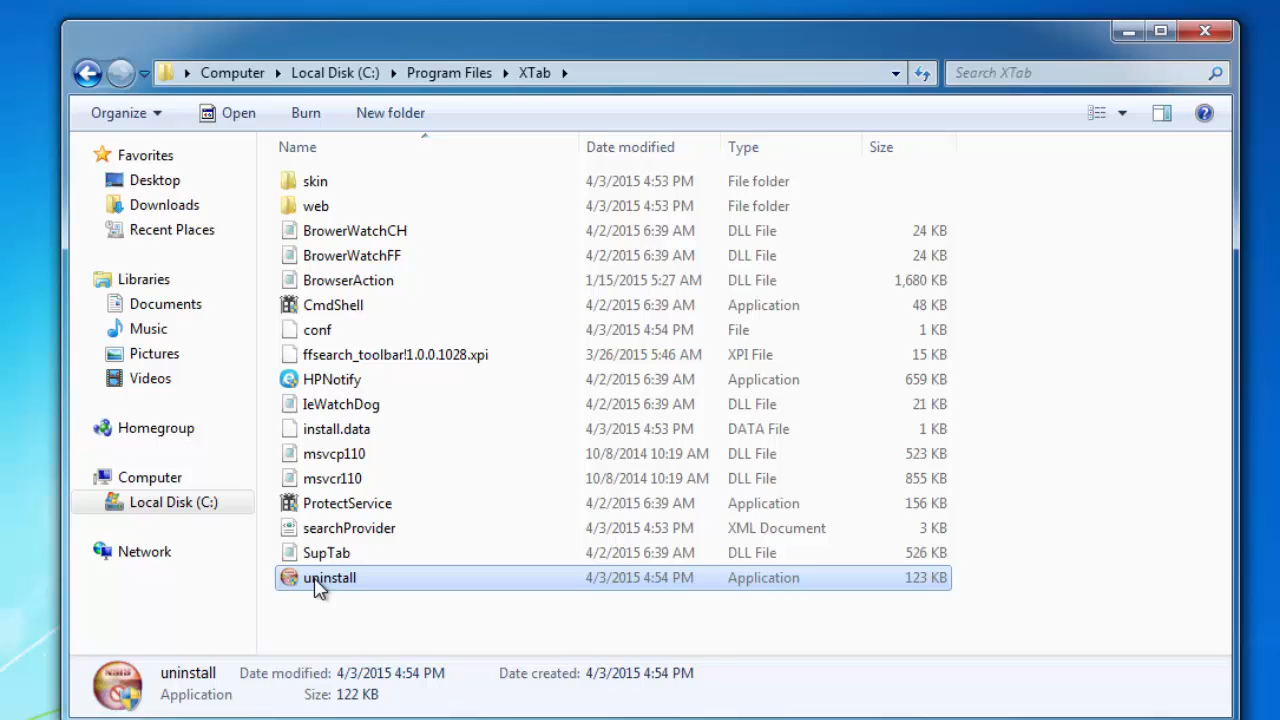 Computer Local Disk (C:) Program Files XTab Search XTab
Organize Open Burn New folder
Name Date modified Type Size
Favorites
Desktop
Downloads
Recent Places
Libraries
Documents
Music
Pictures
Videos
Homegroup
Computer
Local Disk (C:)
Network
skin 4/3/2015 4:53 PM File folder
web 4/3/2015 4:53 PM File folder
BrowerWatchCH 4/2/2015 6:39 AM DLL File 24 KB
BrowerWatchFF 4/2/2015 6:39 AM DLL File 24 KB
BrowserAction 1/15/2015 5:27 AM DLL File 1,680 KB
CmdShell 4/2/2015 6:39 AM Application 48 KB
conf 4/3/2015 4:54 PM File 1 KB
ffsearch_toolbar!1.0.0.1028.xpi 3/26/2015 5:46 AM XPI File 15 KB
HPNotify 4/2/2015 6:39 AM Application 659 KB
IeWatchDog 4/2/2015 6:39 AM DLL File 21 KB
install.data 4/3/2015 4:53 PM DATA File 1 KB
msvcp110 10/8/2014 10:19 AM DLL File 523 KB
msvcr110 10/8/2014 10:19 AM DLL File 855 KB
ProtectService 4/2/2015 6:39 AM Application 156 KB
searchProvider 4/3/2015 4:53 PM XML Document 3 KB
SupTab 4/2/2015 6:39 AM DLL File 526 KB
uninstall 4/3/2015 4:54 PM Application 123 KB
uninstall Date modified: 4/3/2015 4:54 PM Date created: 4/3/2015 4:54 PM
Application Size: 122 KB